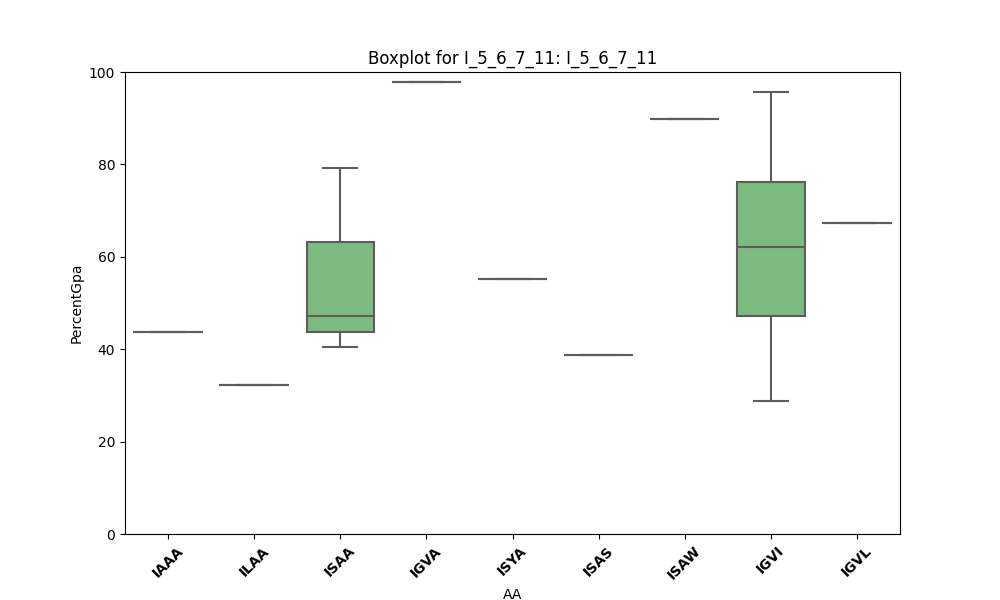 Boxplot for I_5_6_7_11: I_5_6_7_11
100
80
60
40
20
0
PercentGpa
IAAA
ILAA
ISAA
IGVA
ISYA
ISAS
ISAW
IGVI
IGVL
AA